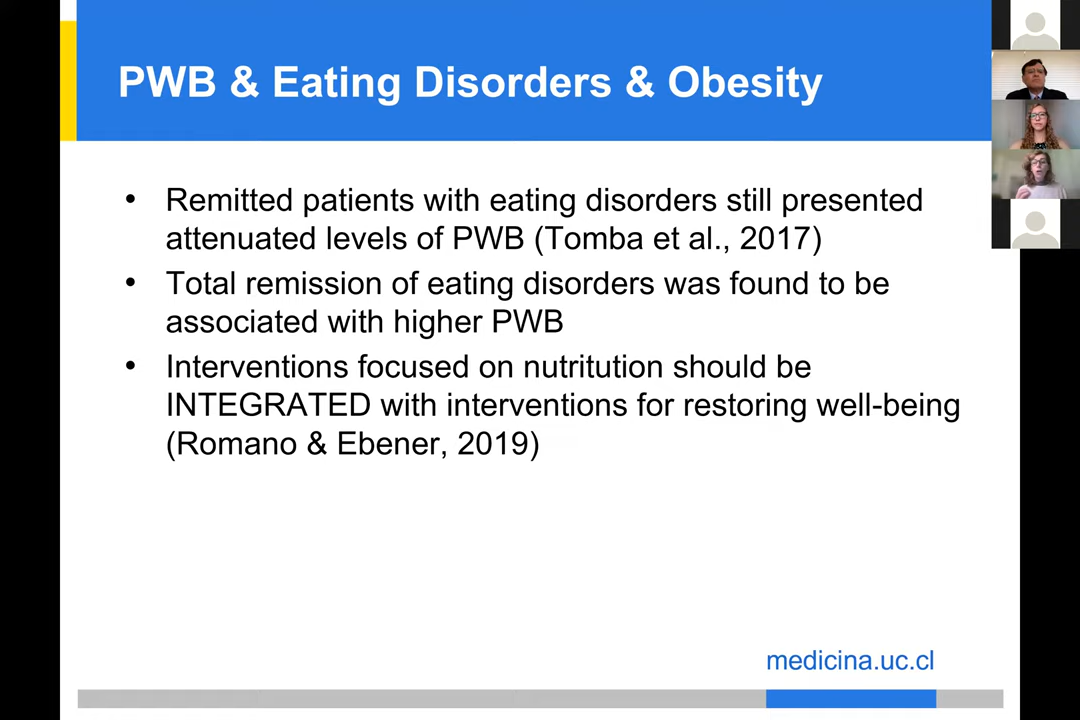 PWB & Eating Disorders & Obesity
• Remitted patients with eating disorders still presented
attenuated levels of PWB (Tomba et al., 2017)
• Total remission of eating disorders was found to be
associated with higher PWB
• Interventions focused on nutritution should be
INTEGRATED with interventions for restoring well-being
(Romano & Ebener, 2019)
medicina.uc.cl